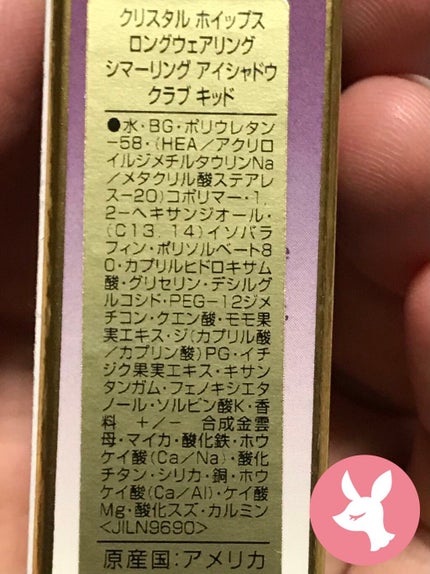 クリスタル ホイップス
ロングウェアリング
シマーリング アイシャドウ
クラブ キッド
●水・BG・ポリウレタン
-58・(HEA/アクリロ
イルジメチルタウリンNa
/メタクリル酸ステアレ
ス-20)コポリマー・1,
2-ヘキサンジオール・
(C13,14)イソパラ
フィン・ポリソルベート8
0・カプリルヒドロキサム
酸・グリセリン・デシルグ
ルコシド・PEG-12ジメ
チコン・クエン酸・モモ果
実エキス・ジ(カプリル酸
/カプリン酸)PG・イチ
ジク果実エキス・キサン
タンガム・フェノキシエタ
ノール・ソルビン酸K・香
料 +/- 合成金雲
母・マイカ・酸化鉄・ホウ
ケイ酸(Ca/Na)・酸化
チタン・シリカ・銅・ホウ
ケイ酸(Ca/Al)・ケイ酸
Mg・酸化スズ・カルミン
<JILN9690>
原産国:アメリカ